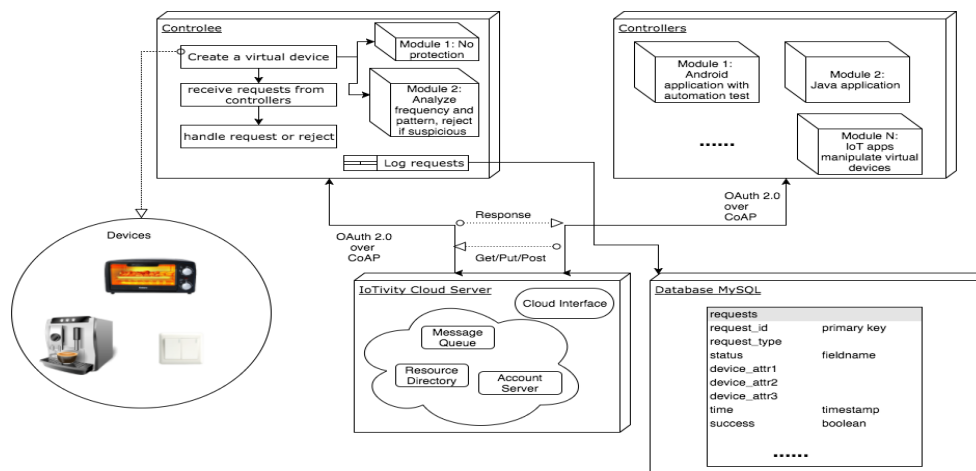 Controlee
Create a virtual device
receive requests from
controllers
handle request or reject
Module 1: No
protection
Module 2:
Analyze
frequency and
pattern, reject
if suspicious
Log requests
Controllers
Module 1:
Android
application with
automation test
Module 2:
Java application
......
Module N:
IoT apps
manipulate virtual
devices
Devices
OAuth 2.0
over
CoAP
Response
Get/Put/Post
OAuth 2.0
over
CoAP
IoTivity Cloud Server
Cloud Interface
Message
Queue
Resource
Directory
Account
Server
Database MySQL
requests
request_id primary key
request_type
status fieldname
device_attr1
device_attr2
device_attr3
time timestamp
success boolean
......